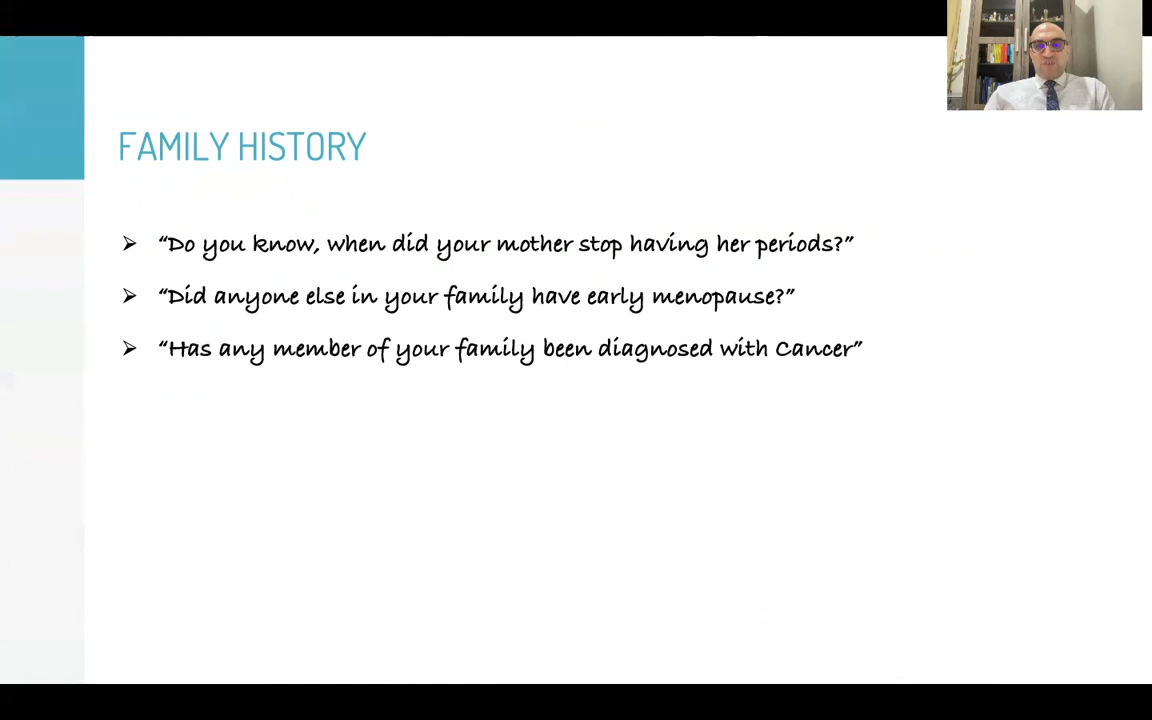 FAMILY HISTORY
➢ “Do you know, when did your mother stop having her periods?”
➢ “Did anyone else in your family have early menopause?”
➢ “Has any member of your family been diagnosed with Cancer”